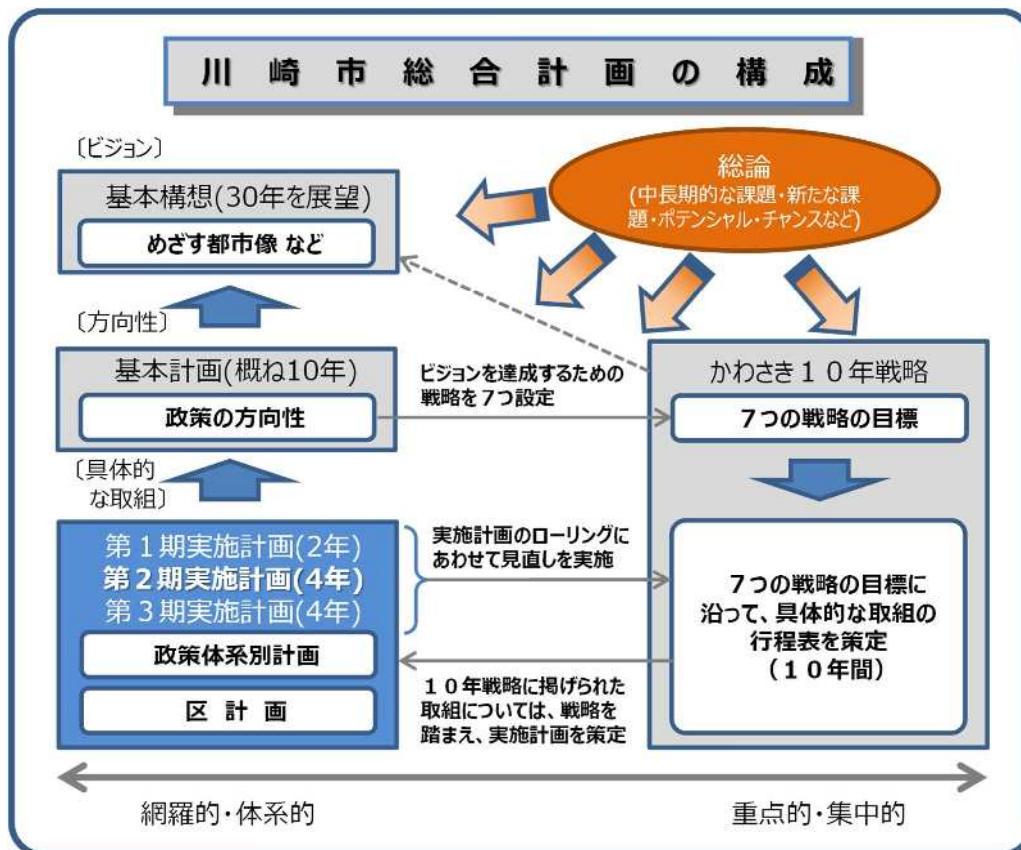 川崎市総合計画の構成
〔ビジョン〕
基本構想(30年を展望)
めざす都市像 など
総論
(中長期的な課題・新たな課
題・ポテンシャル・チャンスなど)
〔方向性〕
基本計画(概ね10年)
政策の方向性
ビジョンを達成するための
戦略を７つ設定
かわさき１０年戦略
７つの戦略の目標
〔具体的
な取組〕
第１期実施計画(2年)
第２期実施計画(4年)
第３期実施計画(4年)
政策体系別計画
区 計 画
実施計画のローリングに
あわせて見直しを実施
７つの戦略の目標に
沿って、具体的な取組の
行程表を策定
（１０年間）
１０年戦略に掲げられた
取組については、戦略を
踏まえ、実施計画を策定
網羅的・体系的
重点的・集中的